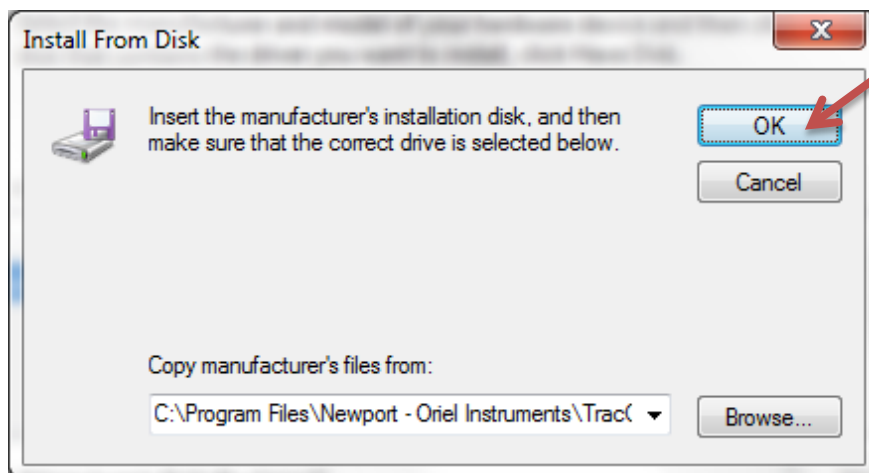 Install From Disk
Insert the manufacturer's installation disk, and then
make sure that the correct drive is selected below.
OK
Cancel
Copy manufacturer's files from:
C:\Program Files\Newport - Oriel Instruments\Trac
Browse...